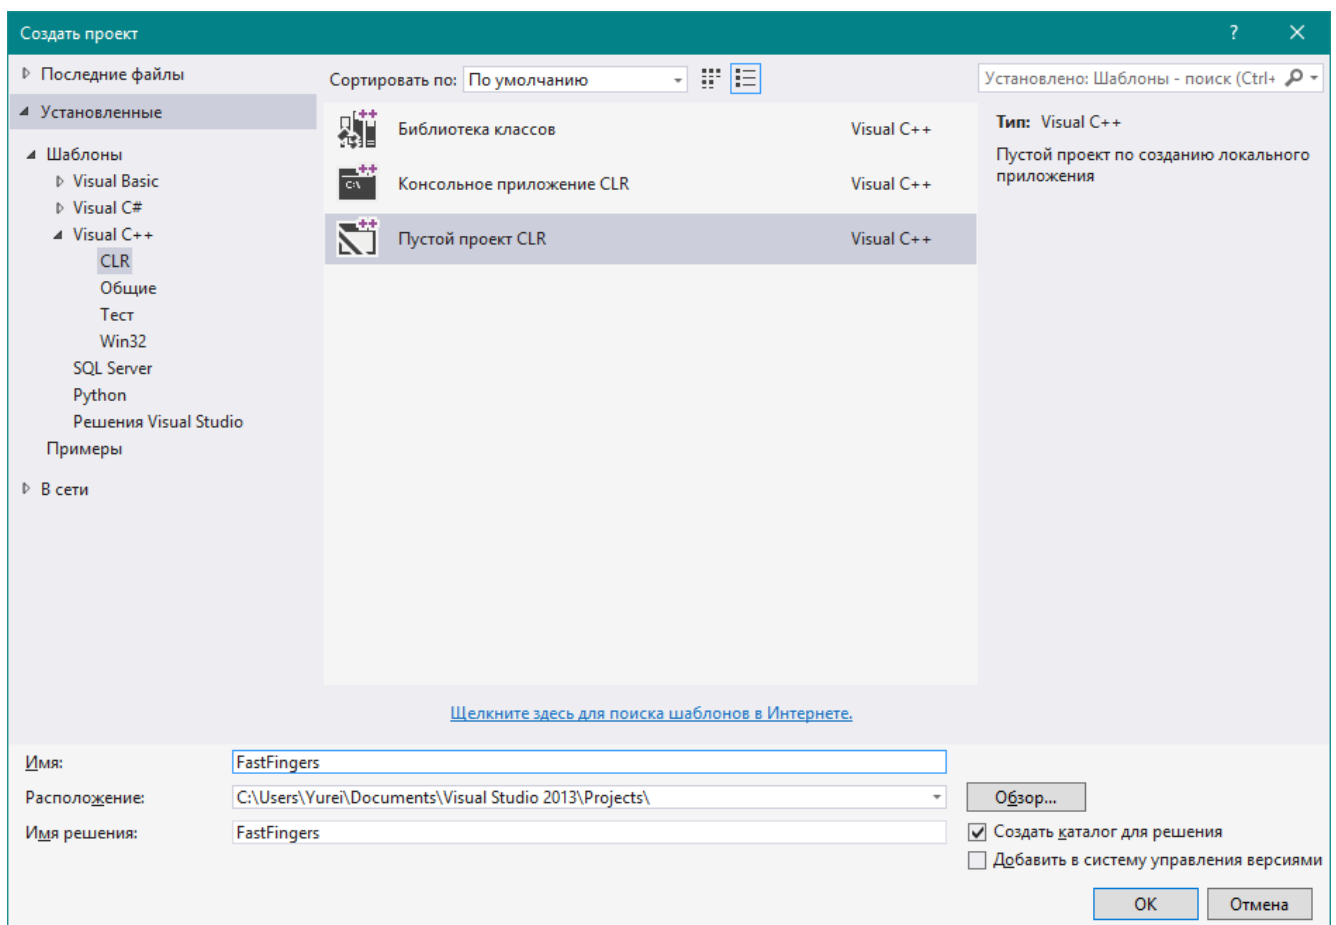 Создать проект
Последние файлы
Установленные
Шаблоны
Visual Basic
Visual C#
Visual C++
CLR
Общие
Тест
Win32
SQL Server
Python
Решения Visual Studio
Примеры
В сети
Сортировать по: По умолчанию
Библиотека классов Visual C++
Консольное приложение CLR Visual C++
Пустой проект CLR Visual C++
Щелкните здесь для поиска шаблонов в Интернете.
Установлено: Шаблоны - поиск (Ctrl+
Тип: Visual C++
Пустой проект по созданию локального
приложения
Имя: FastFingers
Расположение: C:\Users\Yurei\Documents\Visual Studio 2013\Projects\
Имя решения: FastFingers
Обзор...
Создать каталог для решения
Добавить в систему управления версиями
ОК Отмена